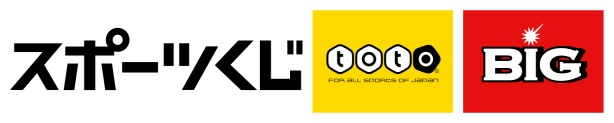 スポーツくじ
toto
FOR ALL SPORTS OF JAPAN
BIG